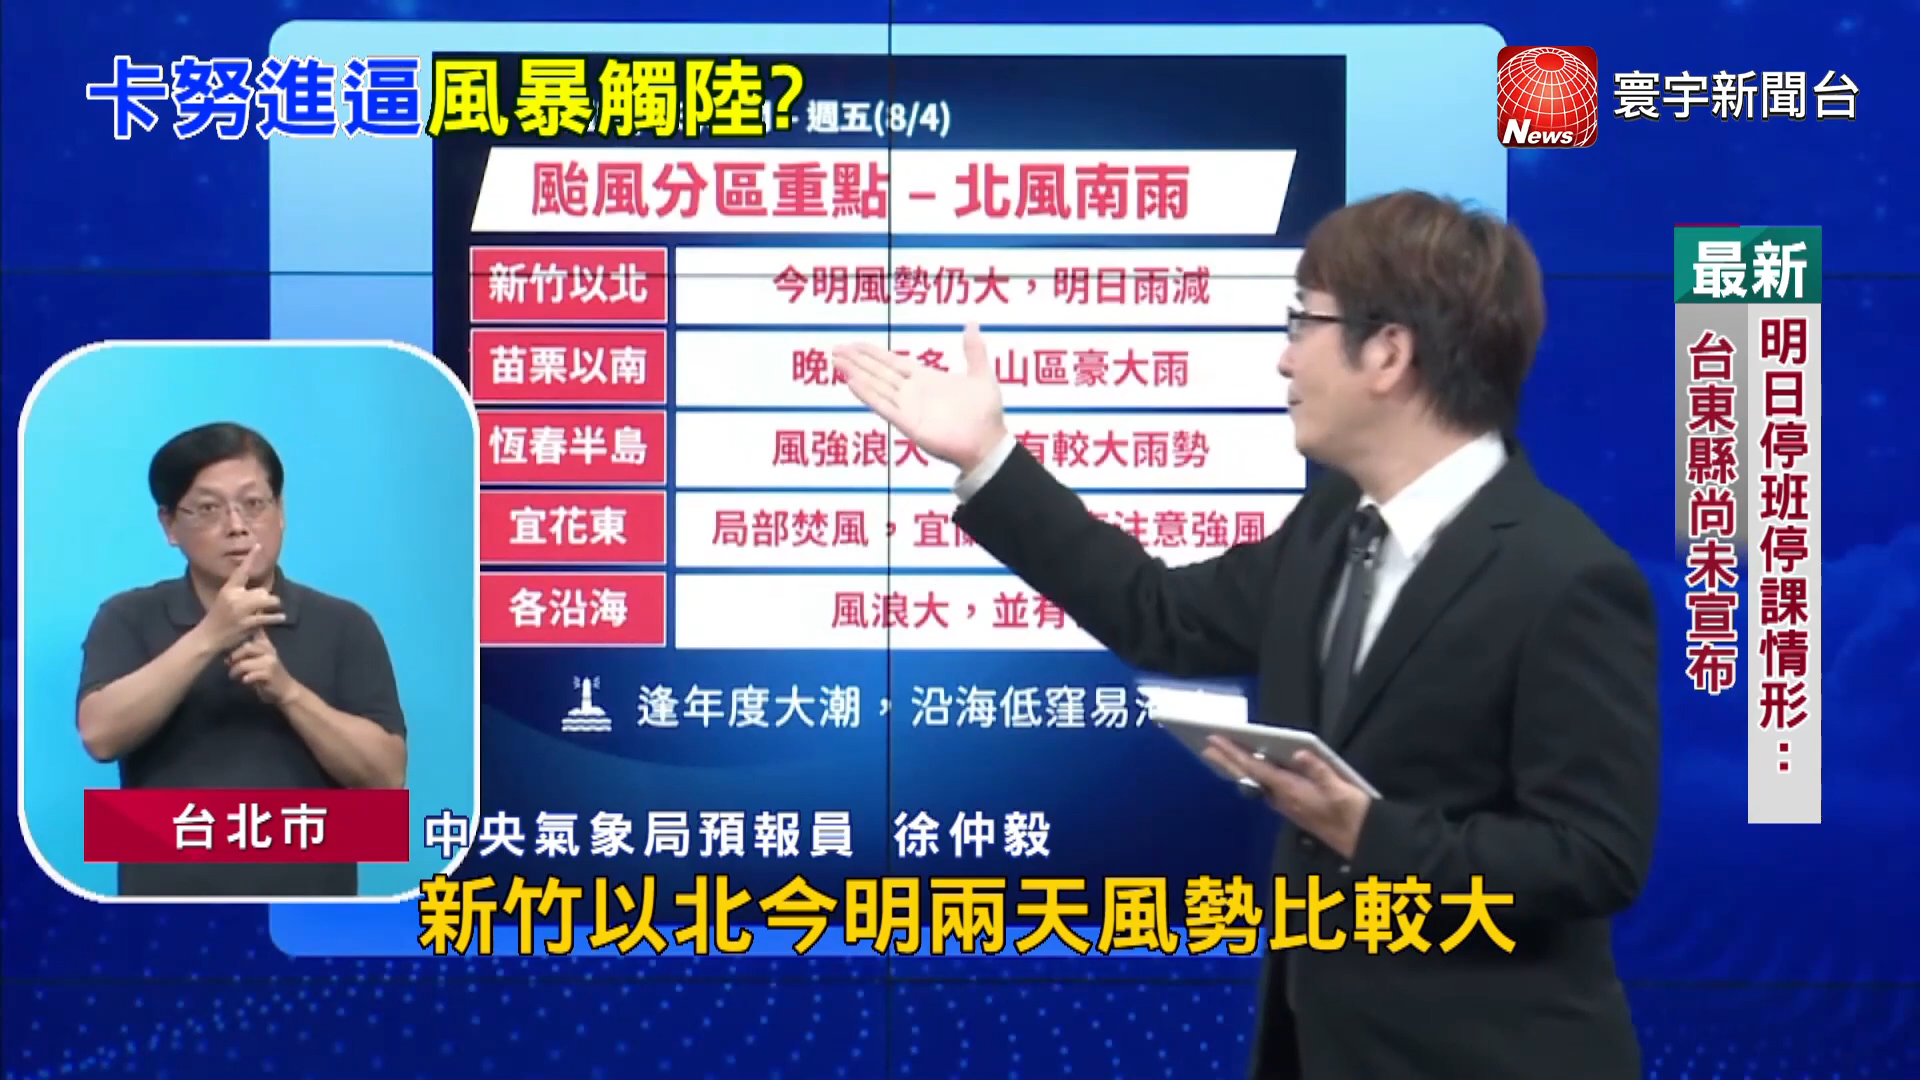 卡努進逼風暴觸陸?
週五(8/4)
News
寰宇新聞台
颱風分區重點 – 北風南雨
新竹以北
今明風勢仍大，明日雨減
苗栗以南
山區豪大雨
恆春半島
風強浪大 有較大雨勢
宜花東
局部焚風，宜蘭 注意強風
各沿海
風浪大，並有
逢年度大潮，沿海低窪易
最新
明日停班停課情形：
台東縣尚未宣布
台北市
中央氣象局預報員 徐仲毅
新竹以北今明兩天風勢比較大